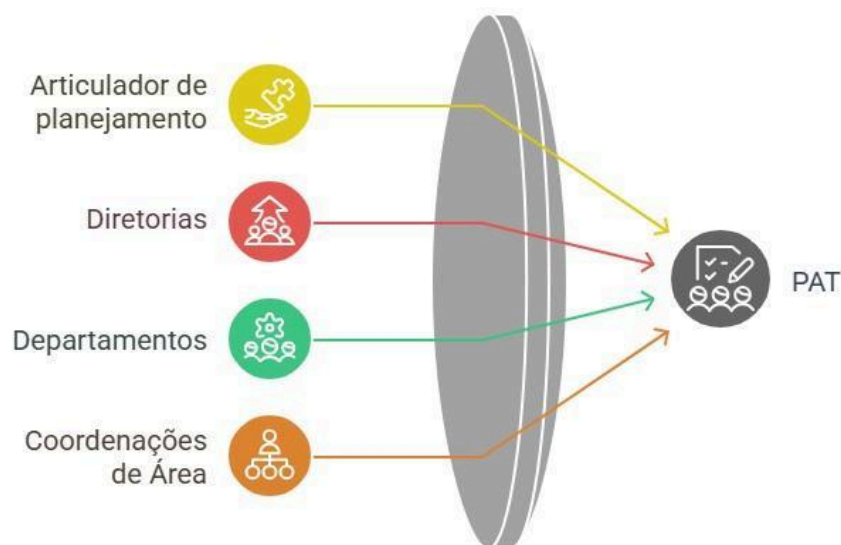 Articulador de
planejamento
Diretorias
PAT
Departamentos
Coordenações
de Área